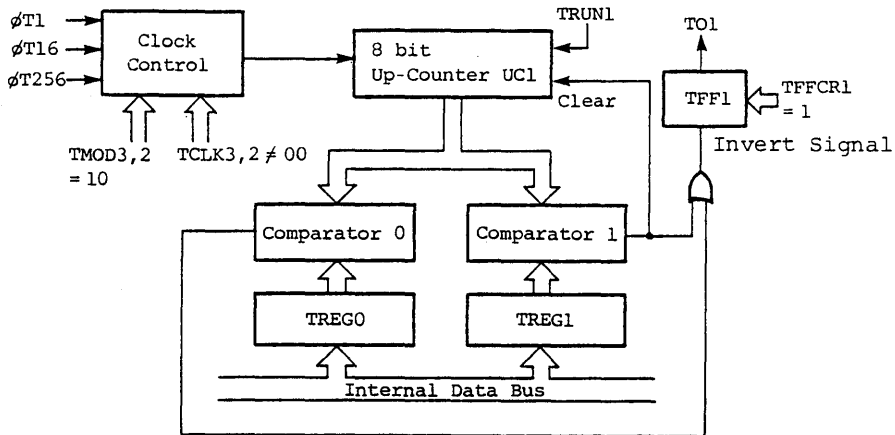 øT1
øT16
øT256
Clock
Control
TMOD3,2
= 10
TCLK3,2 ≠ 00
8 bit
Up-Counter UC1
TRUN1
Clear
TO1
TFF1
TFFCR1
= 1
Invert Signal
Comparator 0
Comparator 1
TREG0
TREG1
Internal Data Bus